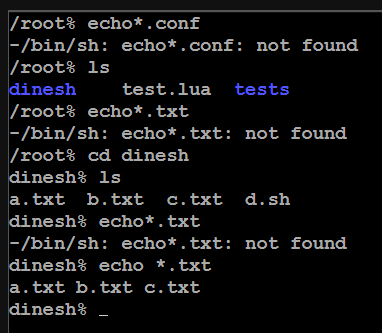 /root% echo*.conf
-/bin/sh: echo*.conf: not found
/root% ls
dinesh    test.lua  tests
/root% echo*.txt
-/bin/sh: echo*.txt: not found
/root% cd dinesh
dinesh% ls
a.txt  b.txt  c.txt  d.sh
dinesh% echo*.txt
-/bin/sh: echo*.txt: not found
dinesh% echo *.txt
a.txt b.txt c.txt
dinesh% _